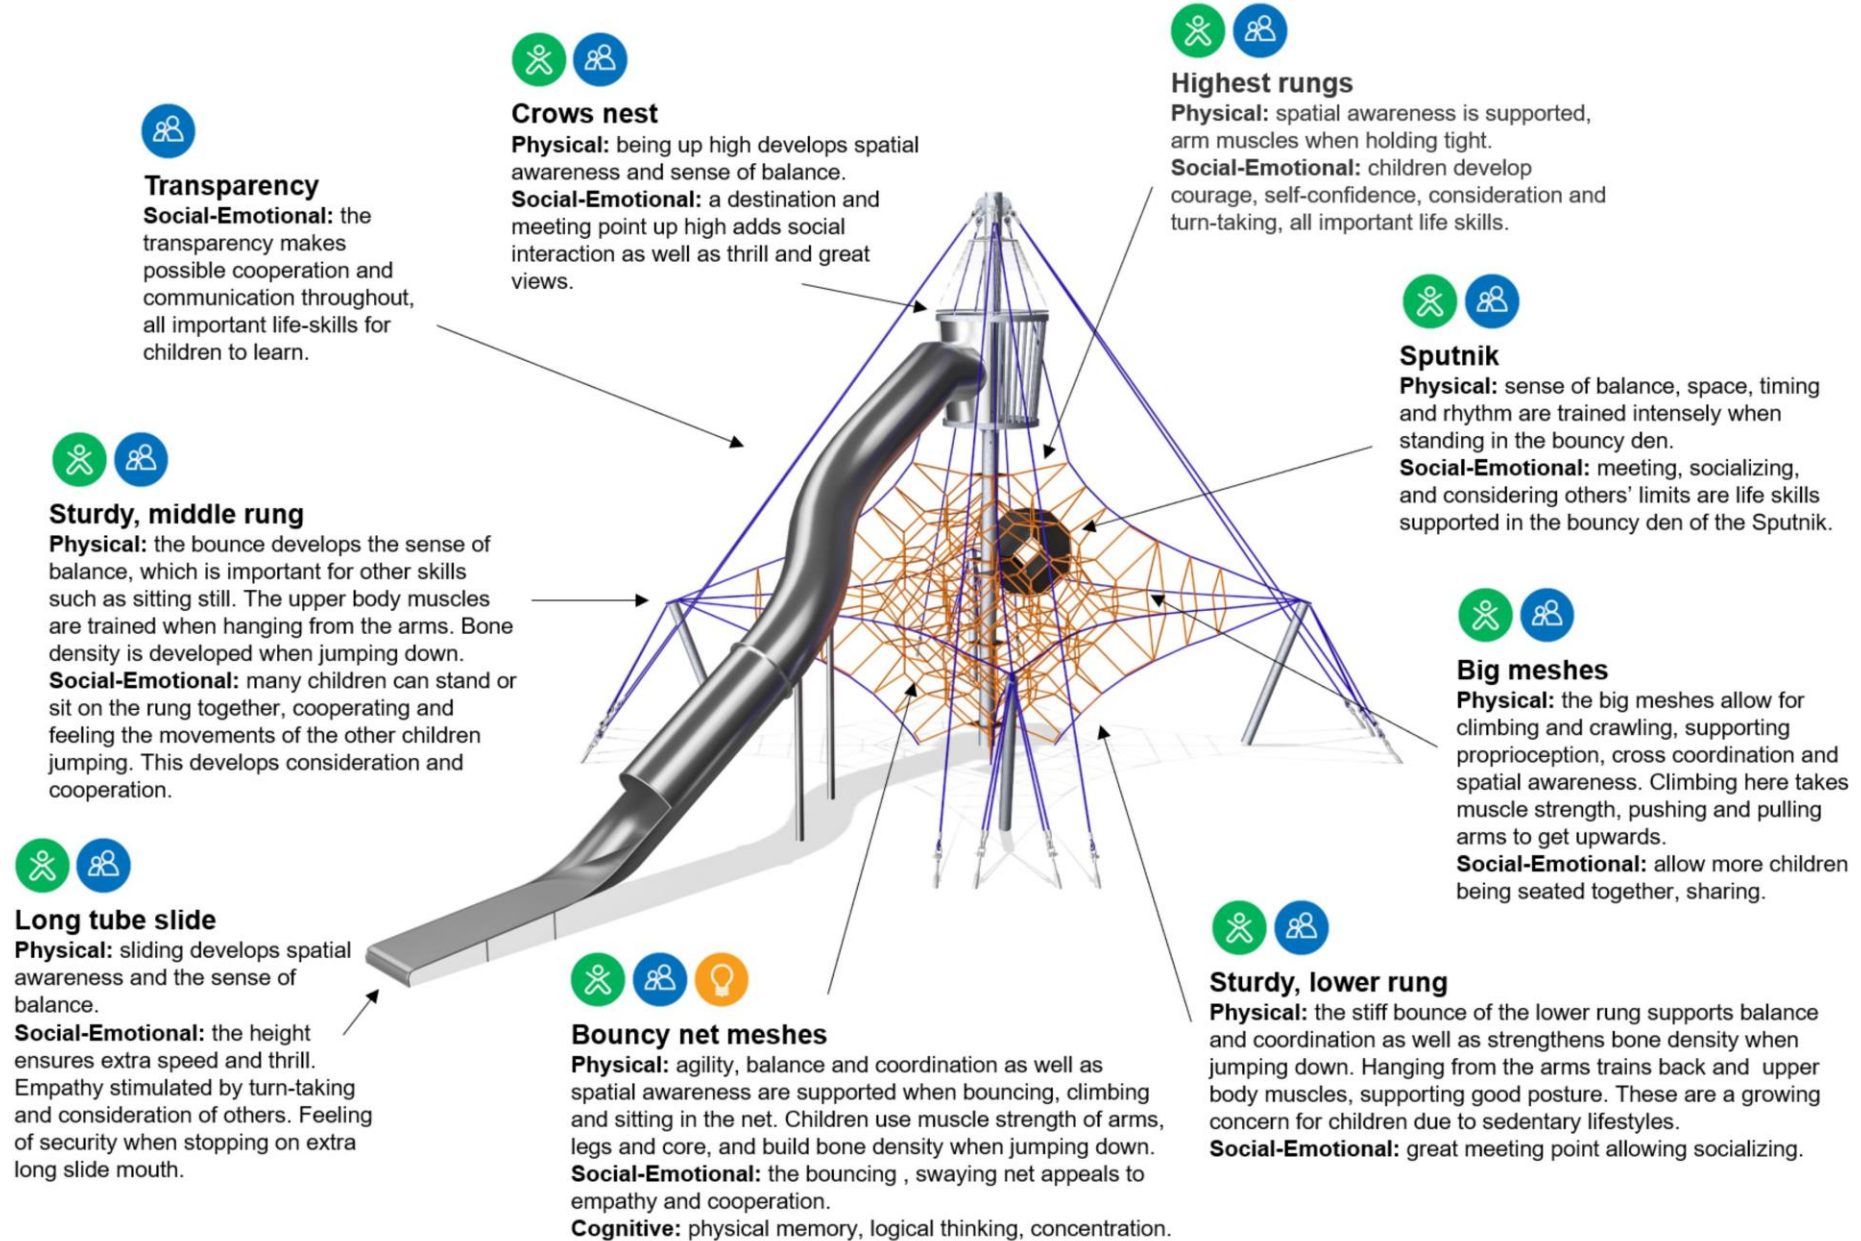 Transparency
Social-Emotional: the
transparency makes
possible cooperation and
communication throughout,
all important life-skills for
children to learn.
Crows nest
Physical: being up high develops spatial
awareness and sense of balance.
Social-Emotional: a destination and
meeting point up high adds social
interaction as well as thrill and great
views.
Highest rungs
Physical: spatial awareness is supported,
arm muscles when holding tight.
Social-Emotional: children develop
courage, self-confidence, consideration and
turn-taking, all important life skills.
Sputnik
Physical: sense of balance, space, timing
and rhythm are trained intensely when
standing in the bouncy den.
Social-Emotional: meeting, socializing,
and considering others’ limits are life skills
supported in the bouncy den of the Sputnik.
Sturdy, middle rung
Physical: the bounce develops the sense of
balance, which is important for other skills
such as sitting still. The upper body muscles
are trained when hanging from the arms. Bone
density is developed when jumping down.
Social-Emotional: many children can stand or
sit on the rung together, cooperating and
feeling the movements of the other children
jumping. This develops consideration and
cooperation.
Big meshes
Physical: the big meshes allow for
climbing and crawling, supporting
proprioception, cross coordination and
spatial awareness. Climbing here takes
muscle strength, pushing and pulling
arms to get upwards.
Social-Emotional: allow more children
being seated together, sharing.
Long tube slide
Physical: sliding develops spatial
awareness and the sense of
balance.
Social-Emotional: the height
ensures extra speed and thrill.
Empathy stimulated by turn-taking
and consideration of others. Feeling
of security when stopping on extra
long slide mouth.
Bouncy net meshes
Physical: agility, balance and coordination as well as
spatial awareness are supported when bouncing, climbing
and sitting in the net. Children use muscle strength of arms,
legs and core, and build bone density when jumping down.
Social-Emotional: the bouncing , swaying net appeals to
empathy and cooperation.
Cognitive: physical memory, logical thinking, concentration.
Sturdy, lower rung
Physical: the stiff bounce of the lower rung supports balance
and coordination as well as strengthens bone density when
jumping down. Hanging from the arms trains back and  upper
body muscles, supporting good posture. These are a growing
concern for children due to sedentary lifestyles.
Social-Emotional: great meeting point allowing socializing.